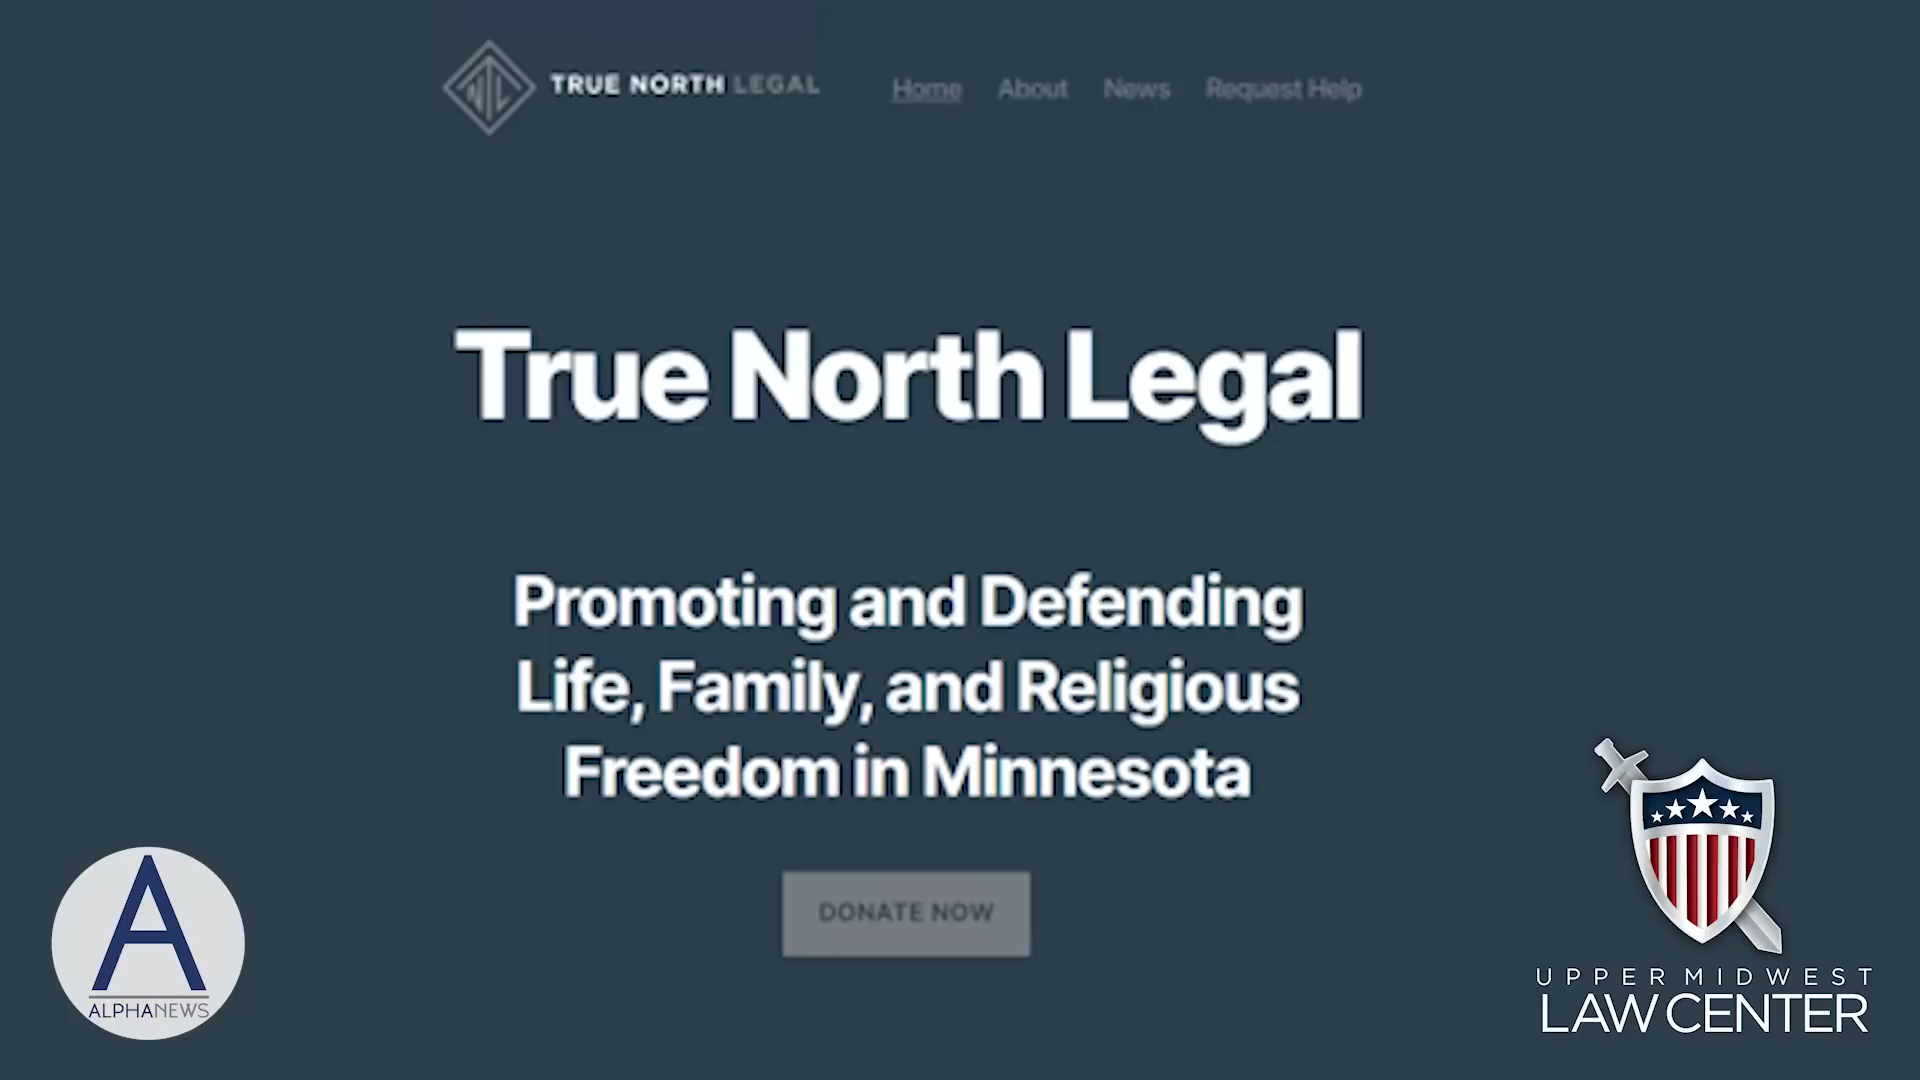 TRUE NORTH LEGAL
Home About News Request Help
True North Legal
Promoting and Defending
Life, Family, and Religious
Freedom in Minnesota
DONATE NOW
A
ALPHANEWS
UPPER MIDWEST
LAW CENTER